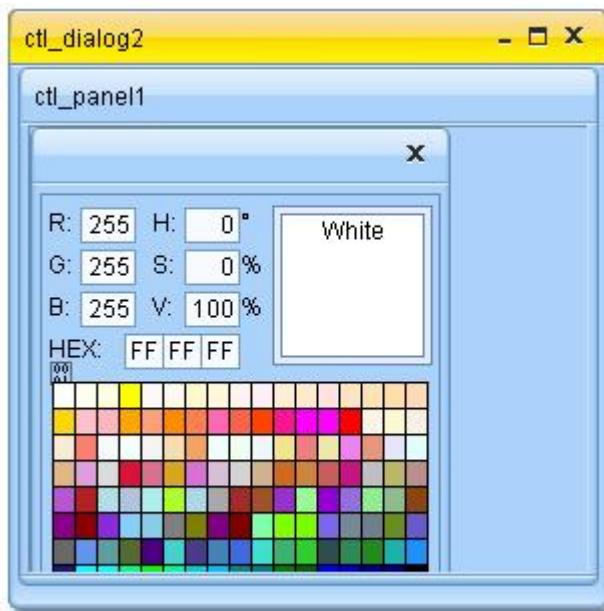 ctl_dialog2
ctl_panel1
R: 255 H: 0°
G: 255 S: 0 %
B: 255 V: 100 %
White
HEX: FF FF FF